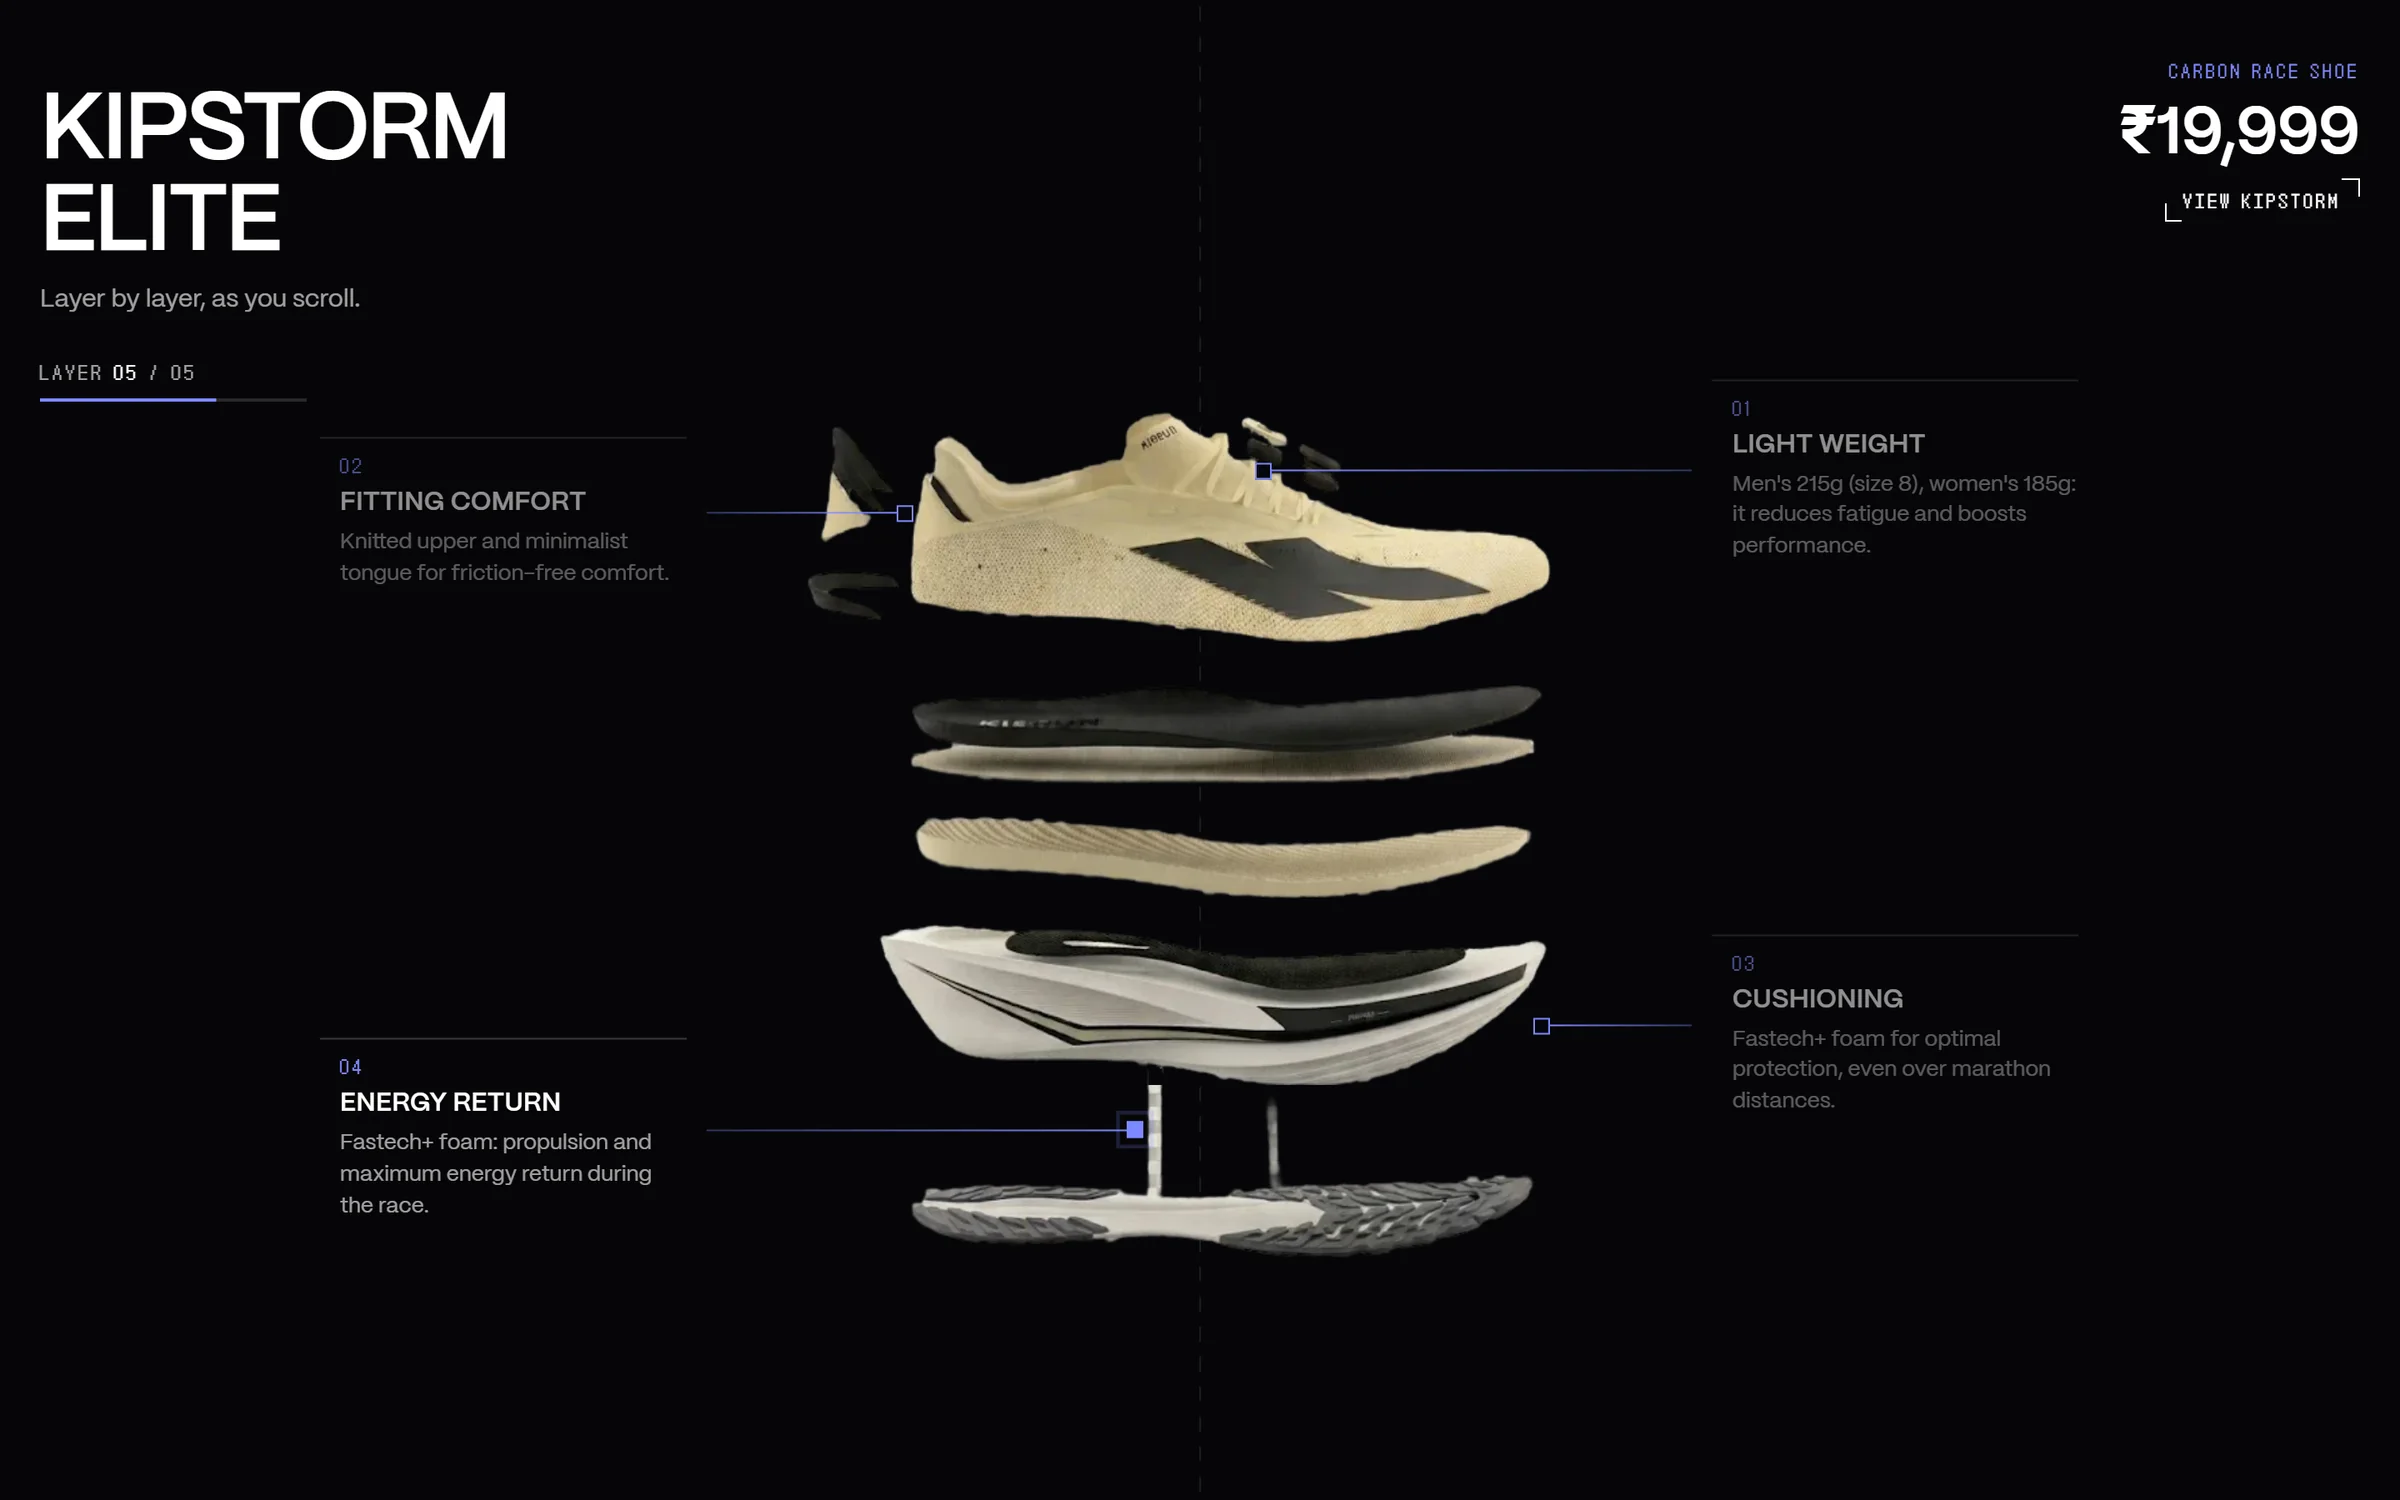 KIPSTORM
ELITE
Layer by layer, as you scroll.
LAYER 05 / 05
CARBON RACE SHOE
₹19,999
VIEW KIPSTORM
01
LIGHT WEIGHT
Men's 215g (size 8), women's 185g:
it reduces fatigue and boosts
performance.
02
FITTING COMFORT
Knitted upper and minimalist
tongue for friction-free comfort.
03
CUSHIONING
Fastech+ foam for optimal
protection, even over marathon
distances.
04
ENERGY RETURN
Fastech+ foam: propulsion and
maximum energy return during
the race.